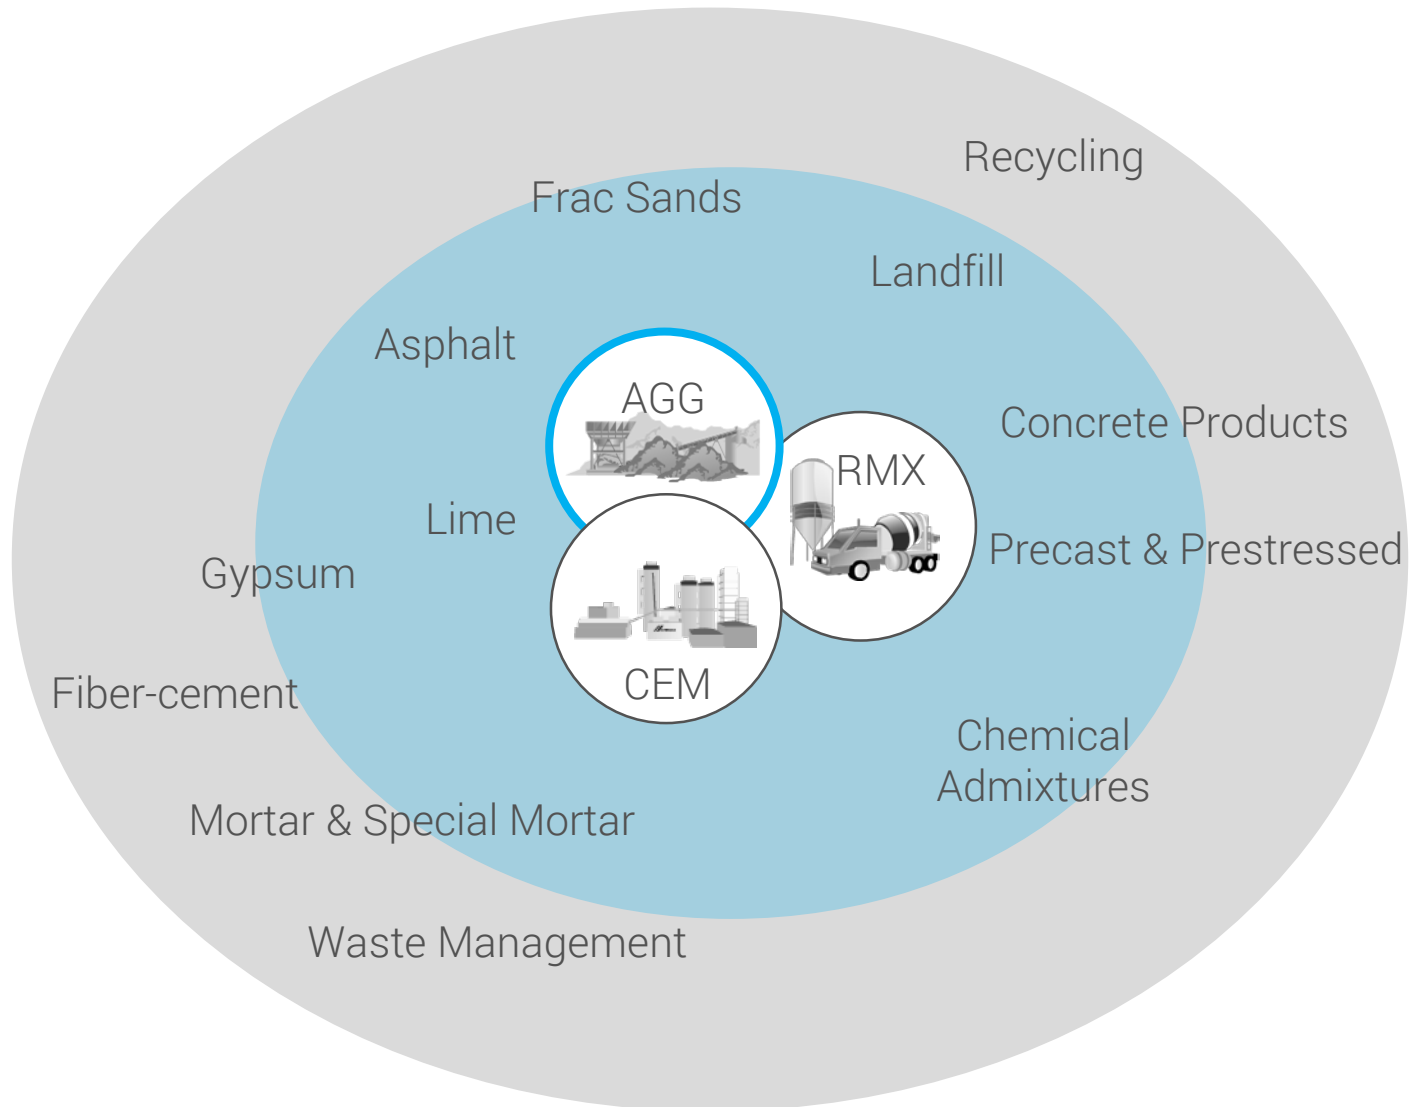 Recycling
Frac Sands
Landfill
Asphalt
AGG
Concrete Products
RMX
Lime
Precast & Prestressed
Gypsum
CEM
Fiber-cement
Chemical
Admixtures
Mortar & Special Mortar
Waste Management